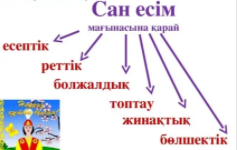 Сан есім
мағынасына қарай
есептік
реттік
болжалдық
топтау
жинақтық
бөлшектік